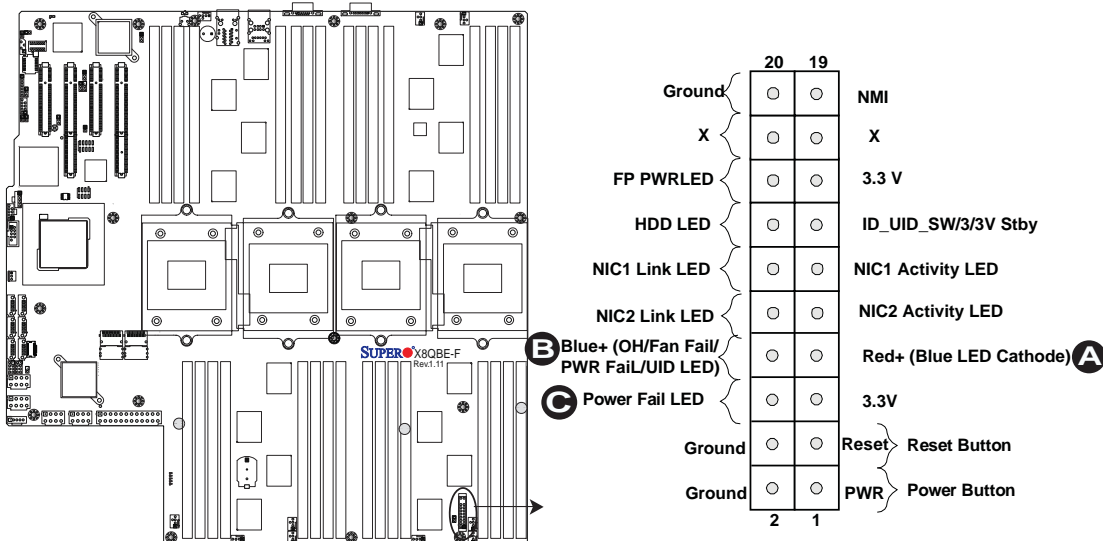 20 19
Ground NMI
X X
FP PWRLED 3.3 V
HDD LED ID_UID_SW/3/3V Stby
NIC1 Link LED NIC1 Activity LED
NIC2 Link LED NIC2 Activity LED
B Blue+ (OH/Fan Fail/
PWR FaiL/UID LED) Red+ (Blue LED Cathode) A
C Power Fail LED 3.3V
Ground Reset Reset Button
Ground PWR Power Button
2 1
SUPER X8QBE-F
Rev.1.11